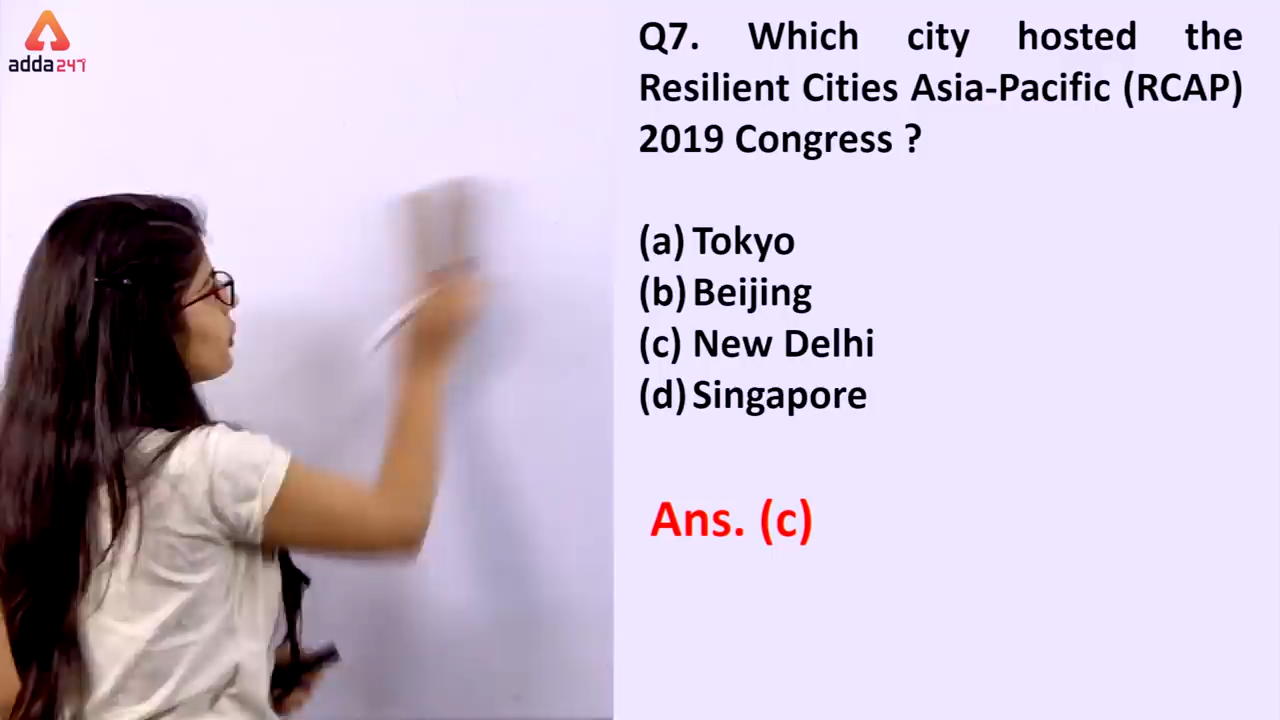 adda247
Q7. Which city hosted the
Resilient Cities Asia-Pacific (RCAP)
2019 Congress ?
(a) Tokyo
(b) Beijing
(c) New Delhi
(d) Singapore
Ans. (c)